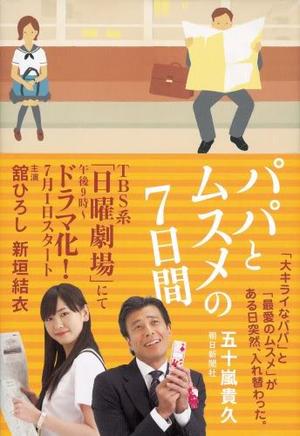 パパと
ムスメの
7日間
五十嵐貴久
朝日新聞社
「大キライなパパ」と
「最愛のムスメ」が
ある日突然、入れ替わった。
TBS系
「日曜劇場」にて
午後9時
ドラマ化!
7月1日スタート
主演
舘ひろし 新垣結衣